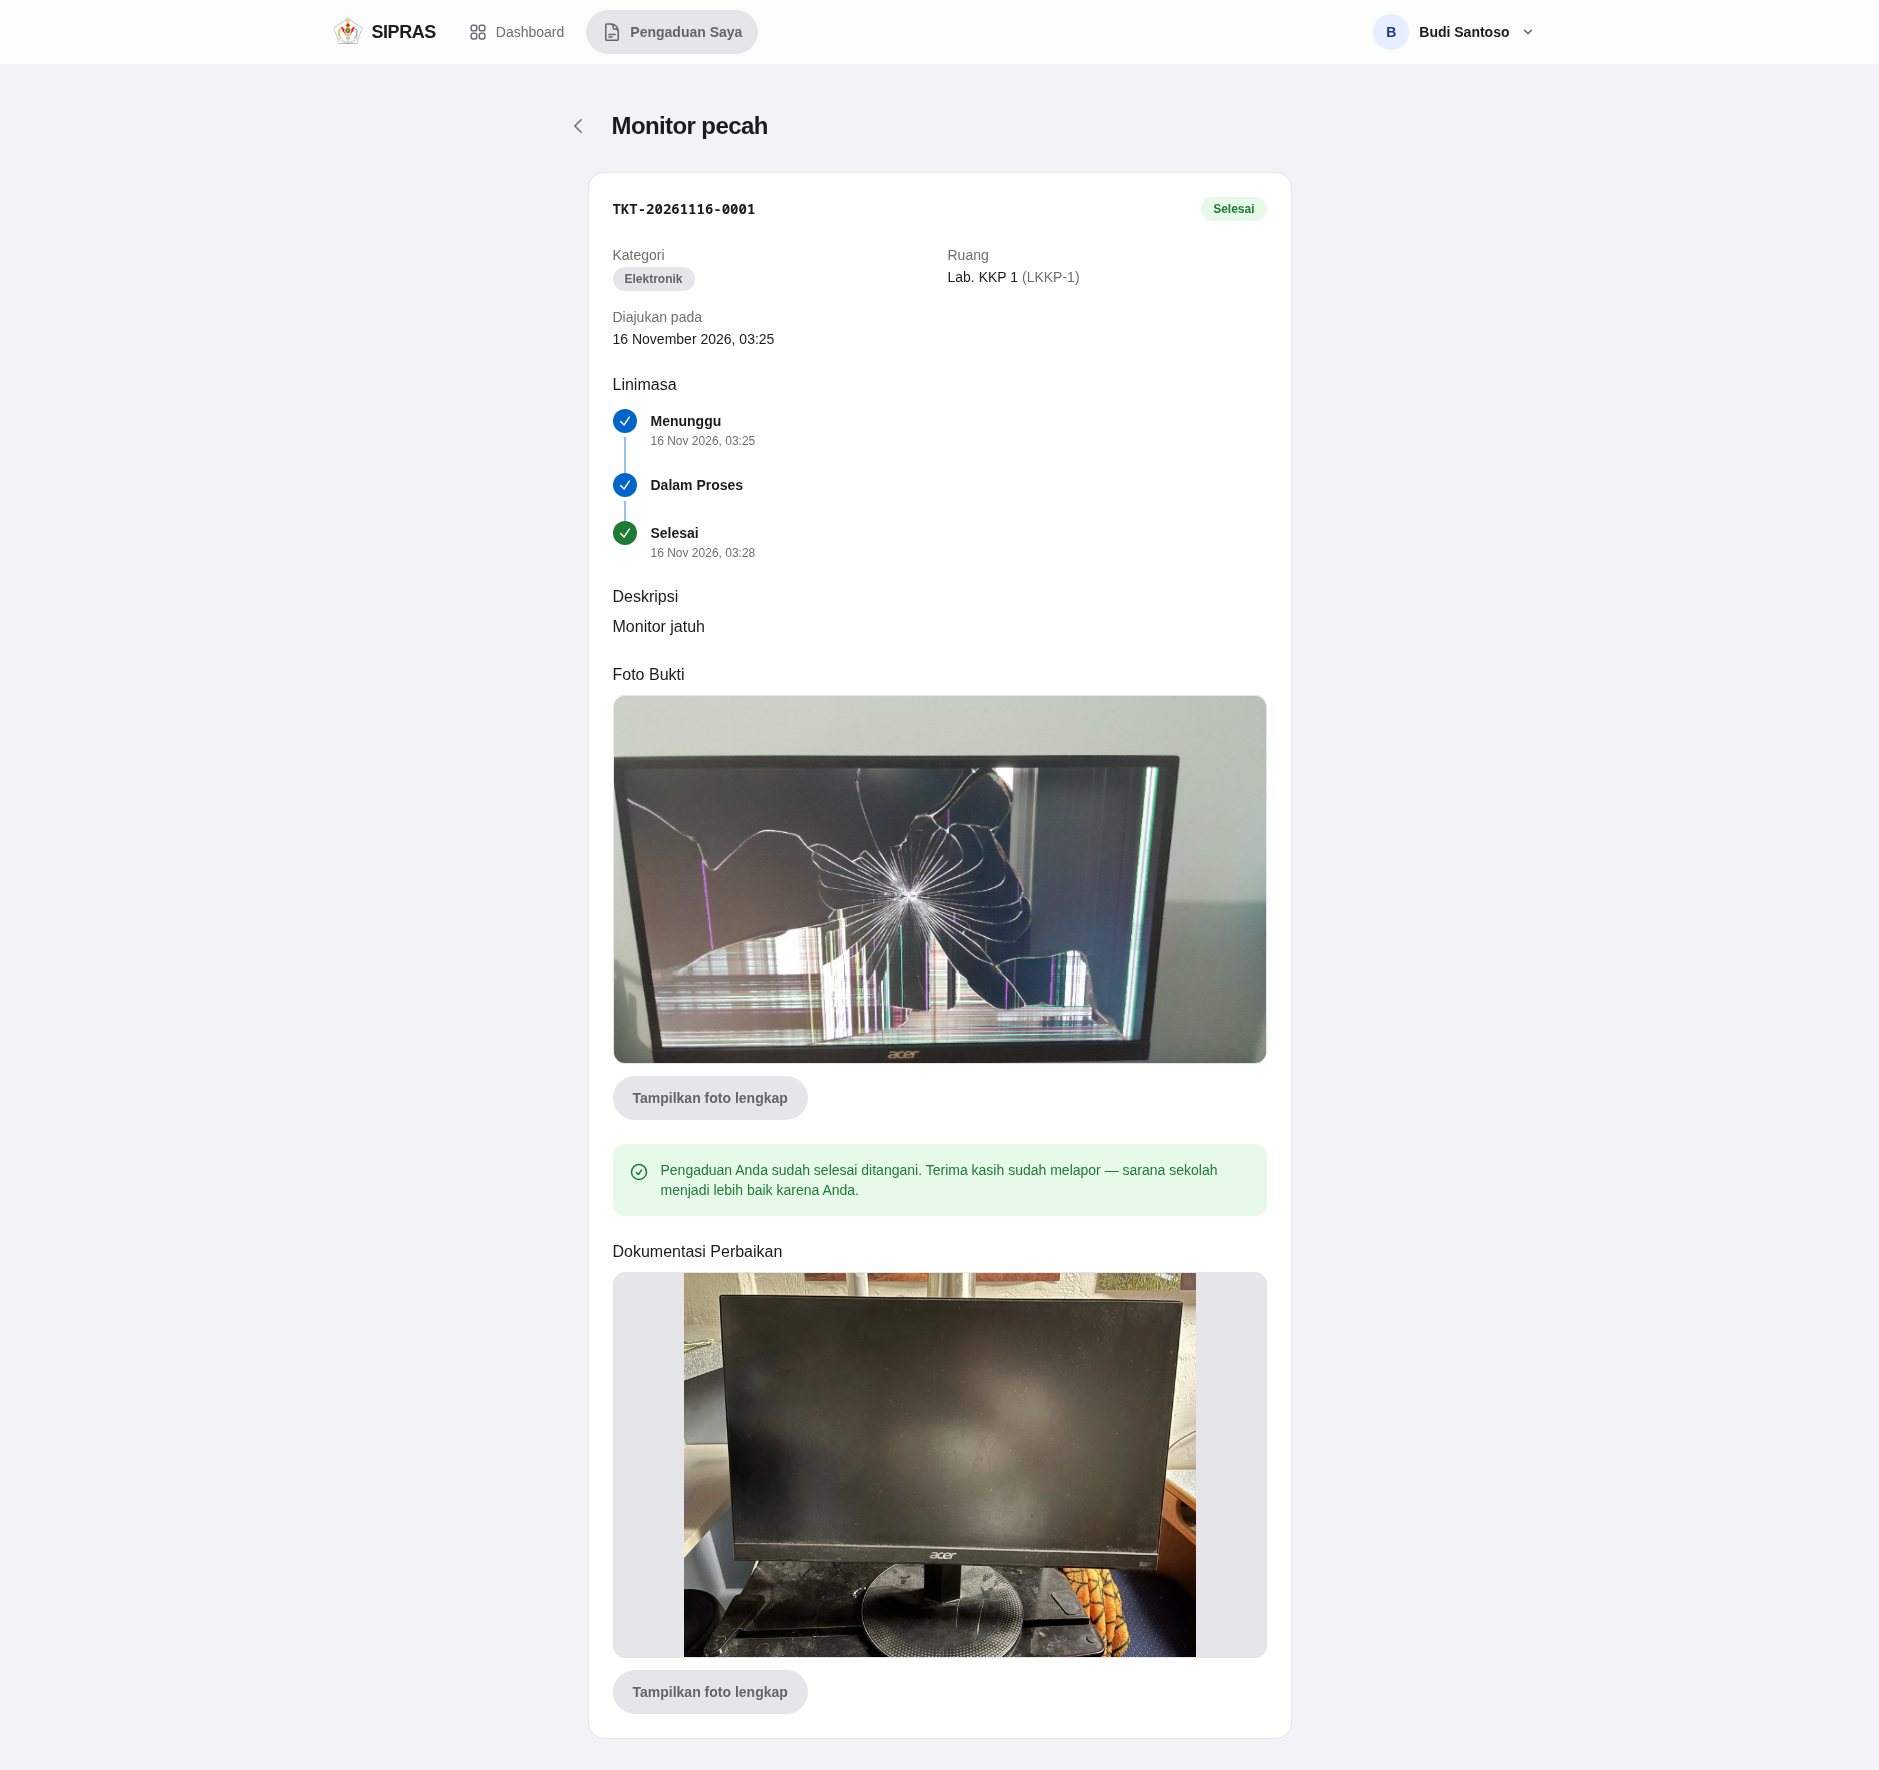 SIPRAS
Dashboard
Pengaduan Saya
B
Budi Santoso
Monitor pecah
TKT-20261116-0001
Selesai
Kategori
Ruang
Elektronik
Lab. KKP 1 (LKKP-1)
Diajukan pada
16 November 2026, 03:25
Linimasa
Menunggu
16 Nov 2026, 03:25
Dalam Proses
Selesai
16 Nov 2026, 03:28
Deskripsi
Monitor jatuh
Foto Bukti
acer
Tampilkan foto lengkap
Pengaduan Anda sudah selesai ditangani. Terima kasih sudah melapor — sarana sekolah
menjadi lebih baik karena Anda.
Dokumentasi Perbaikan
acer
Tampilkan foto lengkap